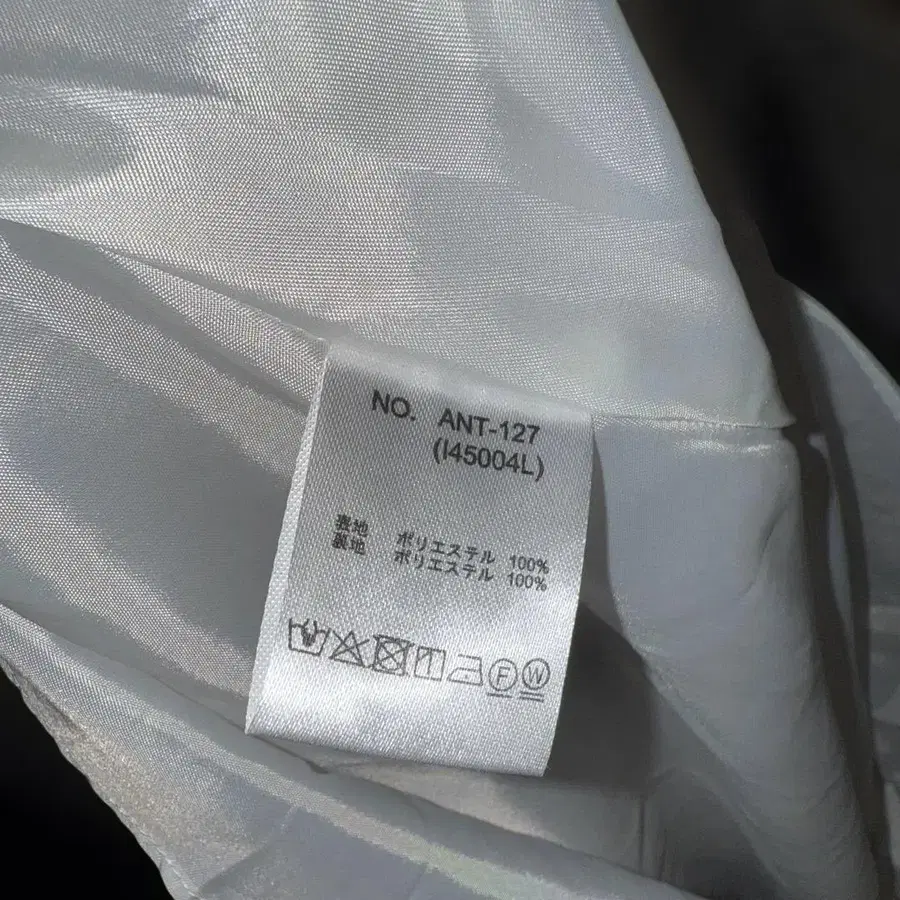 NO. ANT-127
(I45004L)
表地 ポリエステル 100%
裏地 ポリエステル 100%
F W